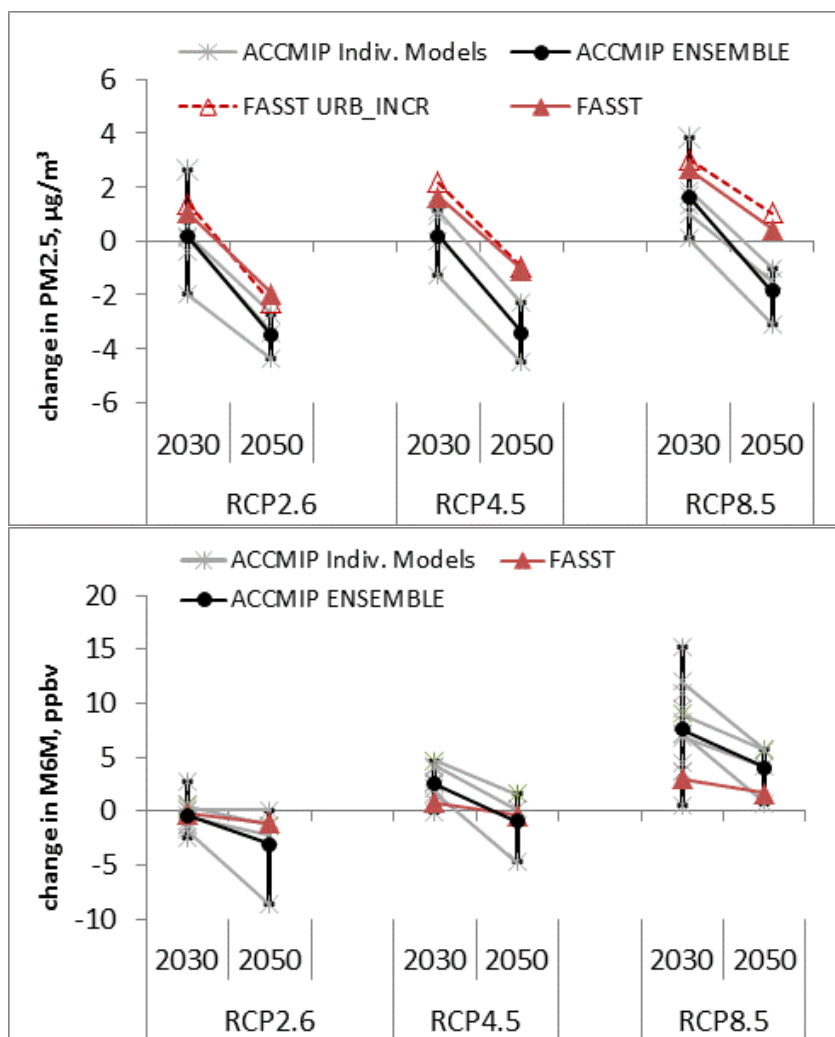 ACCMIP Indiv. Models ACCMIP ENSEMBLE
FASST URB_INCR FASST
change in PM2.5, µg/m³
6
4
2
0
-2
-4
-6
2030 2050 2030 2050 2030 2050
RCP2.6 RCP4.5 RCP8.5
ACCMIP Indiv. Models FASST
ACCMIP ENSEMBLE
change in M6M, ppbv
20
15
10
5
0
-5
-10
2030 2050 2030 2050 2030 2050
RCP2.6 RCP4.5 RCP8.5